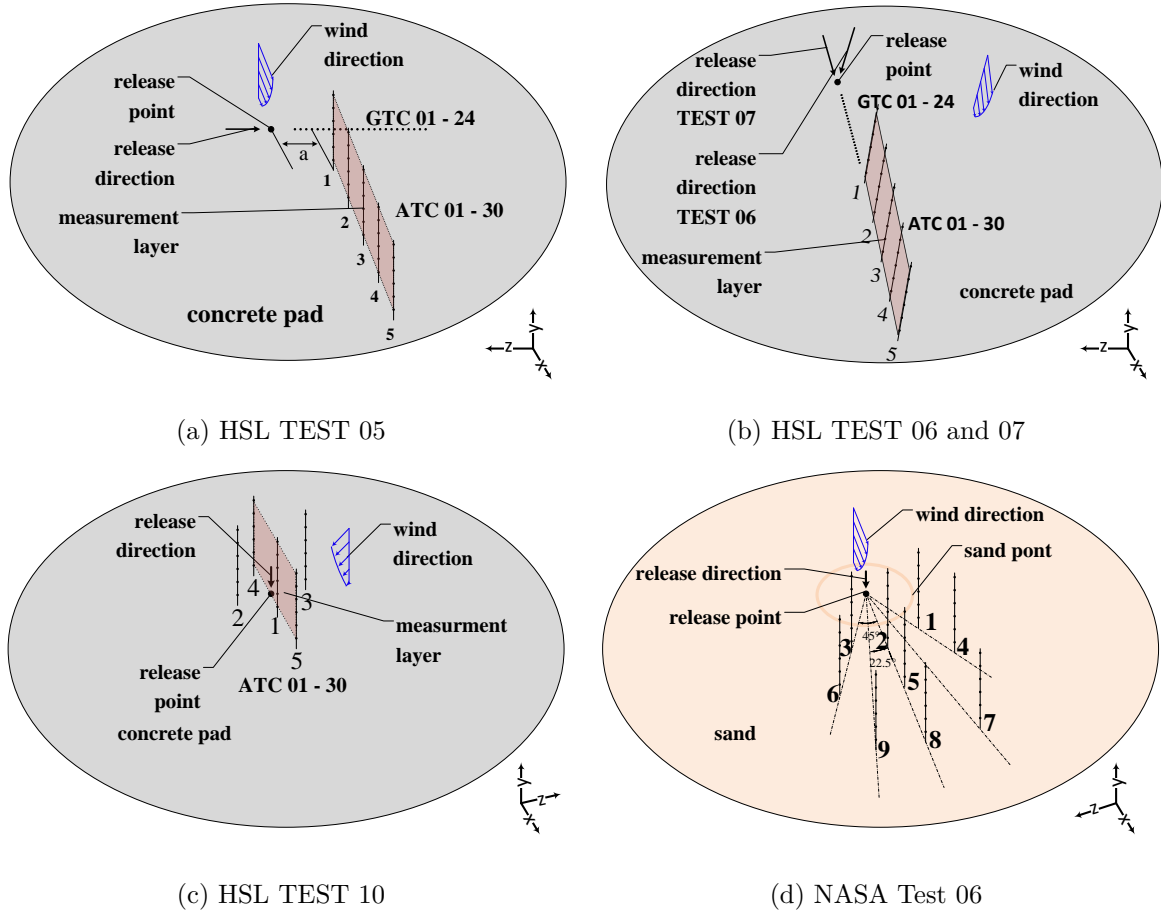 wind
direction
release
point
GTC 01 - 24
release
direction
a
1
measurement
layer
2
ATC 01 - 30
3
4
5
concrete pad
y
z
x
(a) HSL TEST 05
release
direction
TEST 07
release
point
wind
direction
GTC 01 - 24
release
direction
TEST 06
1
2
ATC 01 - 30
measurement
layer
3
4
5
concrete pad
y
z
x
(b) HSL TEST 06 and 07
release
direction
wind
direction
4
3
2
1
measurment
layer
5
release
point
ATC 01 - 30
concrete pad
y
z
x
(c) HSL TEST 10
wind direction
sand pont
release direction
release point
1
45°
2
3
4
22.5°
5
6
7
8
9
sand
y
z
x
(d) NASA Test 06